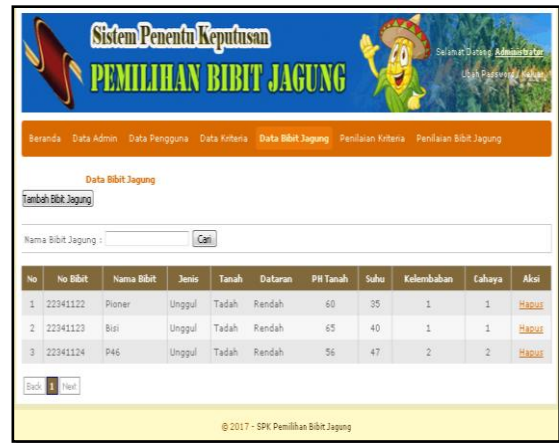 Sistem Penentu Keputusan
PEMILIHAN BIBIT JAGUNG
Selamat Datang, Administrator
Ubah Password / Keluar
Beranda Data Admin Data Pengguna Data Kriteria Data Bibit Jagung Penilaian Kriteria Penilaian Bibit Jagung
Data Bibit Jagung
Tambah Bibit Jagung
Nama Bibit Jagung : Cari
No No Bibit Nama Bibit Jenis Tanah Dataran PH Tanah Suhu Kelembaban Cahaya Aksi
1 22341122 Pioner Unggul Tadah Rendah 60 35 1 1 Hapus
2 22341123 Bisi Unggul Tadah Rendah 65 40 1 1 Hapus
3 22341124 P46 Unggul Tadah Rendah 56 47 2 2 Hapus
Back 1 Next
@ 2017 - SPK Pemilihan Bibit Jagung